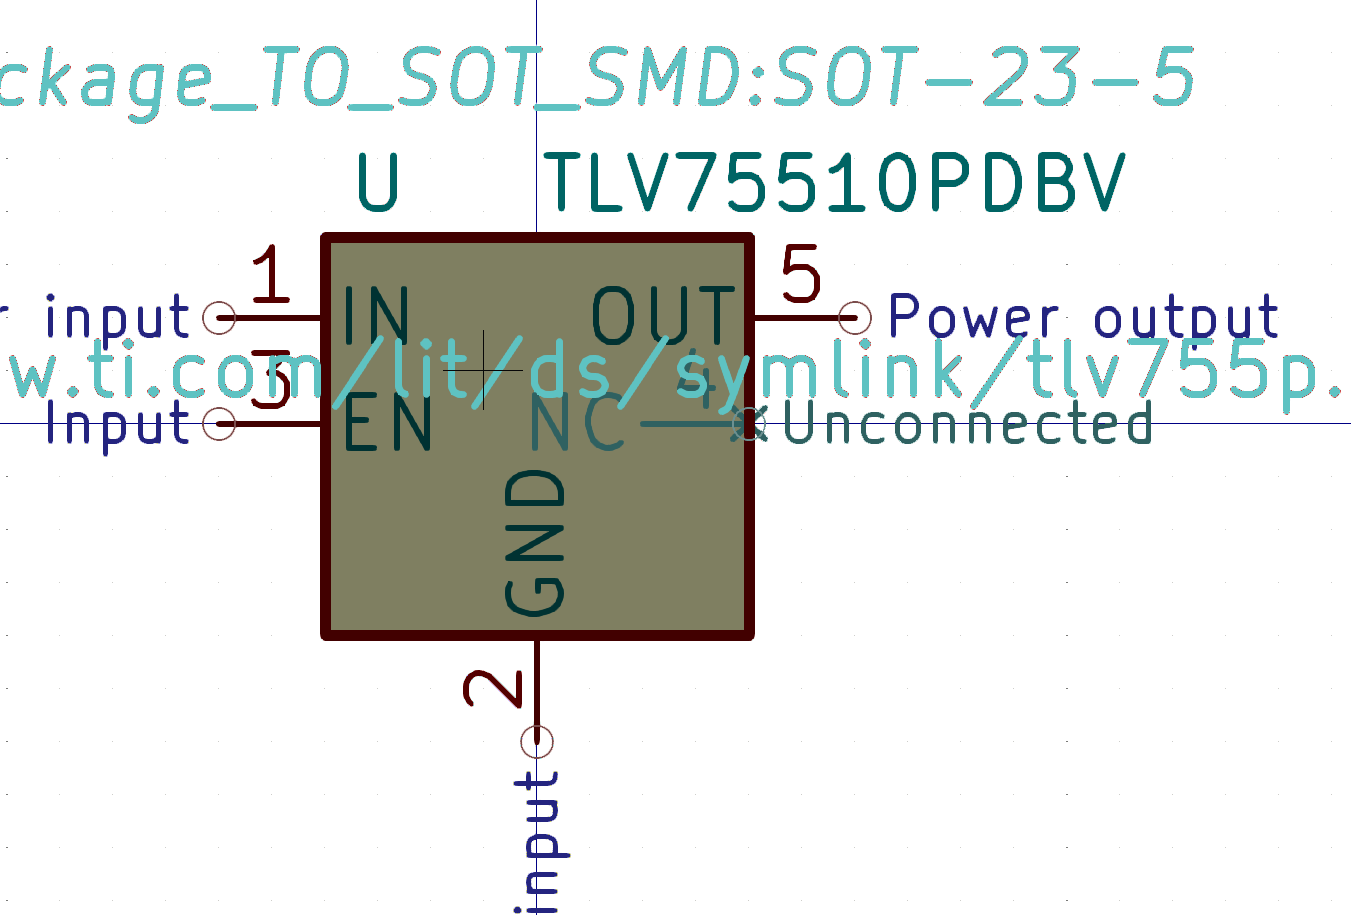 ckage_TO_SOT_SMD:SOT-23-5
U TLV75510PDBV
1 5
r input IN OUT Power output
w.ti.com/lit/ds/symlink/tlv755p.
3 4
Input EN NC Unconnected
GND
2
input